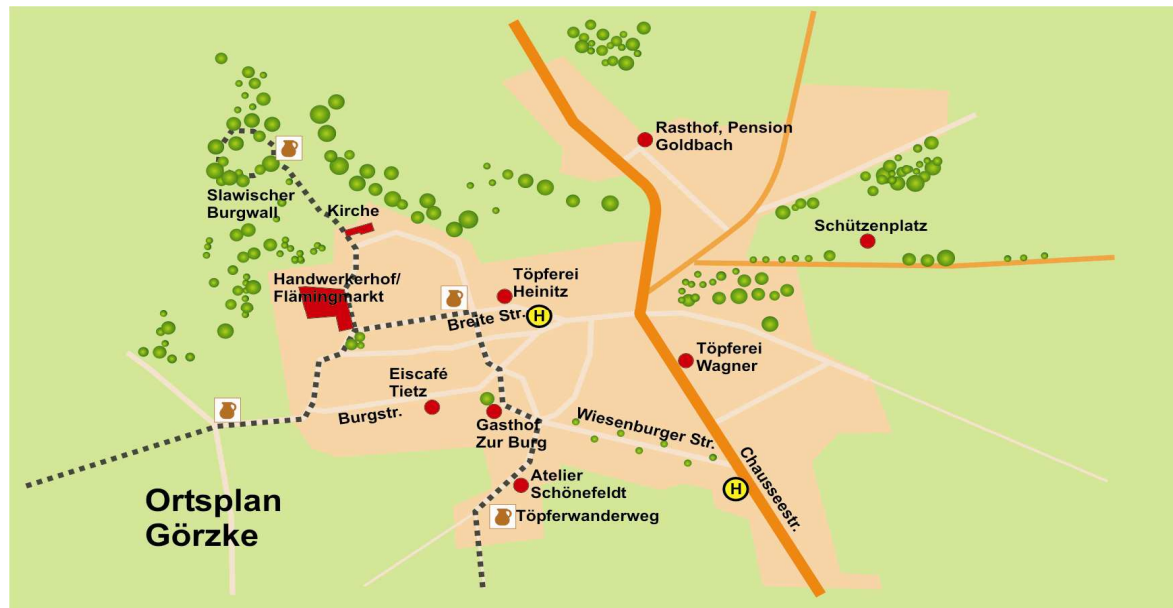 Rasthof, Pension
Goldbach
Slawischer
Burgwall
Kirche
Schützenplatz
Handwerkerhof/
Flämingmarkt
Töpferei
Heinitz
Breite Str.
H
Töpferei
Wagner
Eiscafé
Tietz
Burgstr.
Gasthof
Zur Burg
Wiesenburger Str.
Chausseestr.
H
Atelier
Schönefeldt
Töpferwanderweg
Ortsplan
Görzke